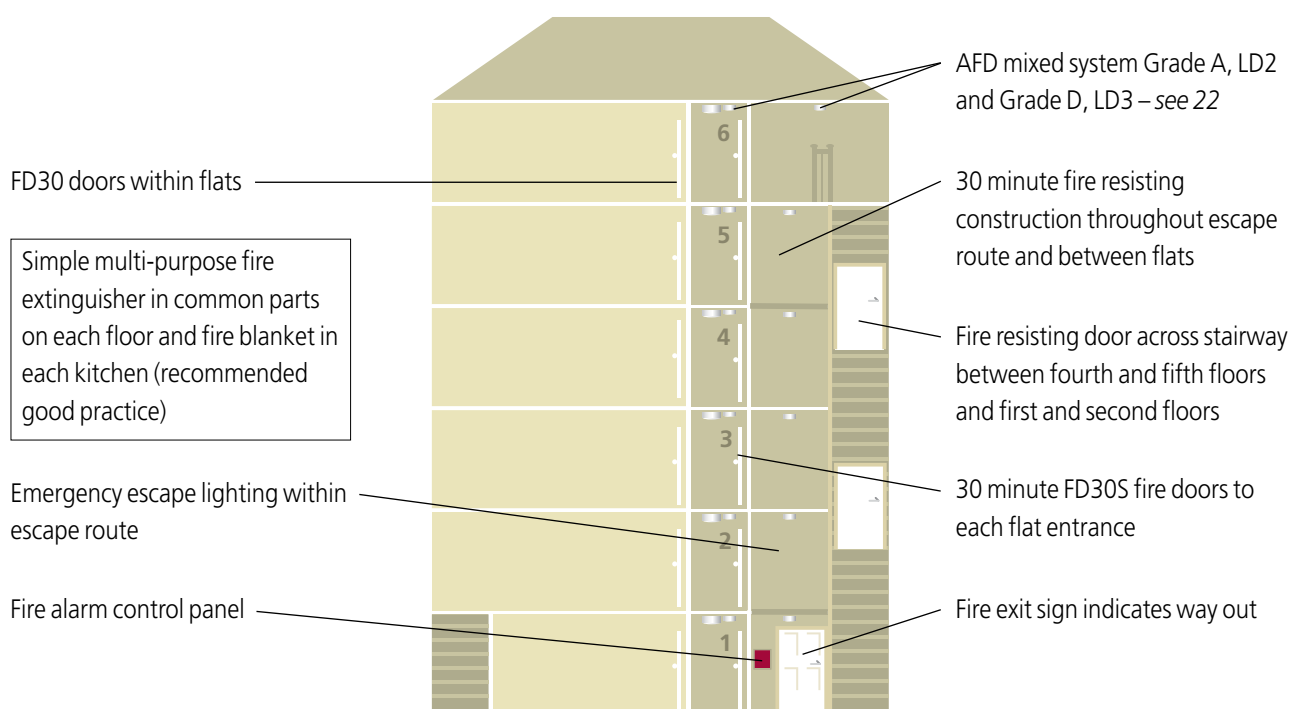 FD30 doors within flats
Simple multi-purpose fire
extinguisher in common parts
on each floor and fire blanket in
each kitchen (recommended
good practice)
Emergency escape lighting within
escape route
Fire alarm control panel
6
5
4
3
2
1
AFD mixed system Grade A, LD2
and Grade D, LD3 – see 22
30 minute fire resisting
construction throughout escape
route and between flats
Fire resisting door across stairway
between fourth and fifth floors
and first and second floors
30 minute FD30S fire doors to
each flat entrance
Fire exit sign indicates way out